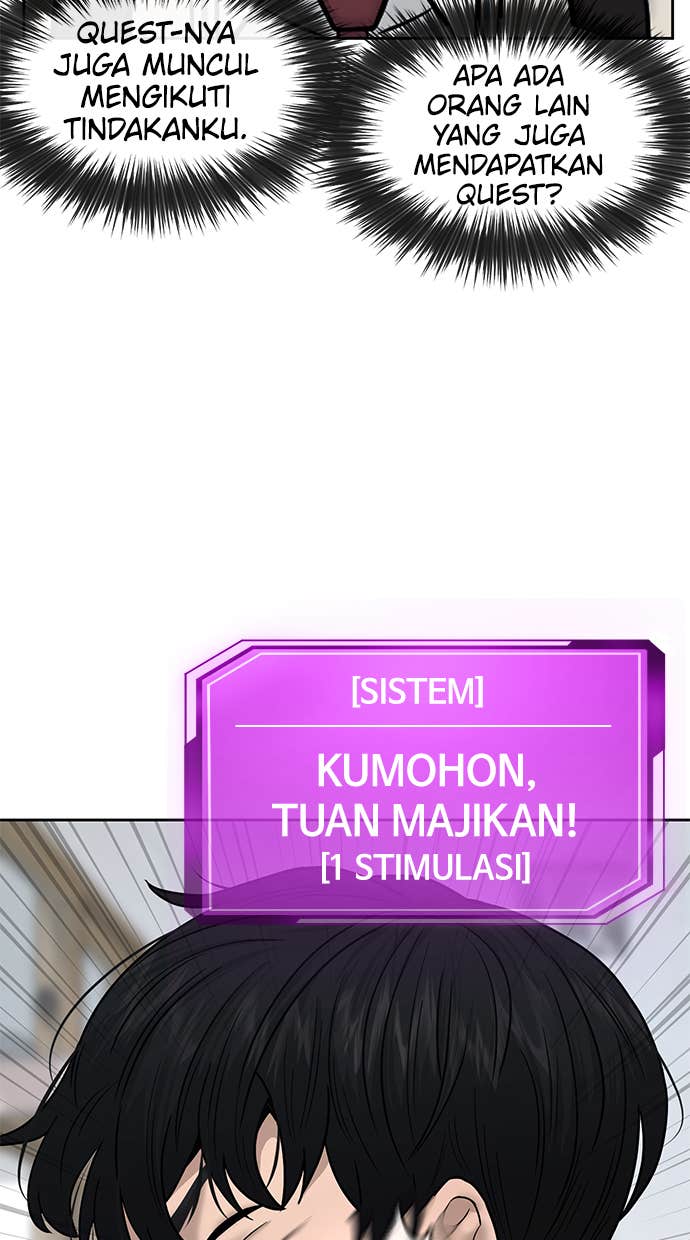 QUEST-NYA
JUGA MUNCUL
MENGIKUTI
TINDAKANKU.
APA ADA
ORANG LAIN
YANG JUGA
MENDAPATKAN
QUEST?
[SISTEM]
KUMOHON,
TUAN MAJIKAN!
[1 STIMULASI]